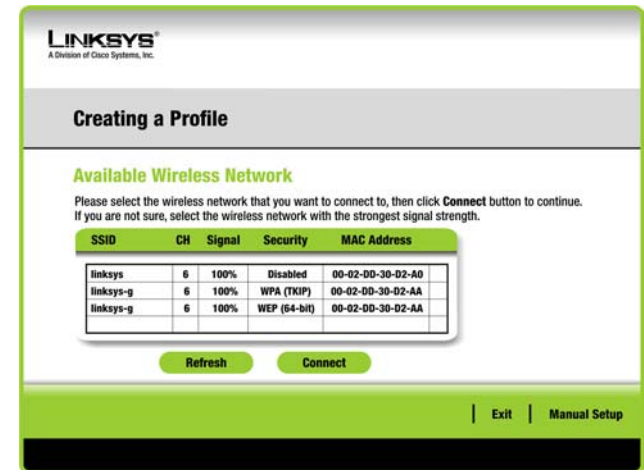 LINKSYS®
A Division of Cisco Systems, Inc.
Creating a Profile
Available Wireless Network
Please select the wireless network that you want to connect to, then click Connect button to continue.
If you are not sure, select the wireless network with the strongest signal strength.
SSID CH Signal Security MAC Address
linksys 6 100% Disabled 00-02-DD-30-D2-A0
linksys-g 6 100% WPA (TKIP) 00-02-DD-30-D2-AA
linksys-g 6 100% WEP (64-bit) 00-02-DD-30-D2-AA
Refresh Connect
Exit Manual Setup